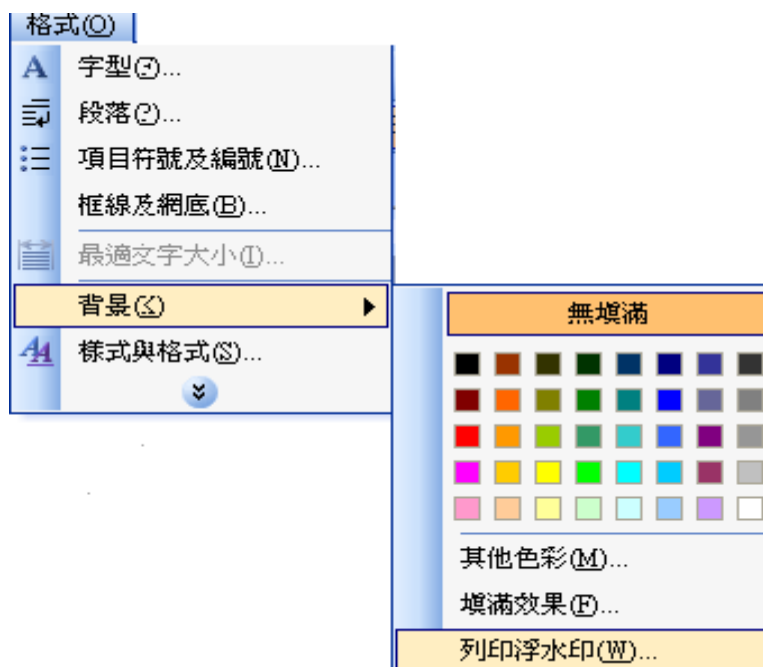 格式(O)
字型(F)...
段落(P)...
項目符號及編號(N)...
框線及網底(B)...
最適文字大小(I)...
背景(K)
樣式與格式(S)...
無填滿
其他色彩(M)...
填滿效果(F)...
列印浮水印(W)...